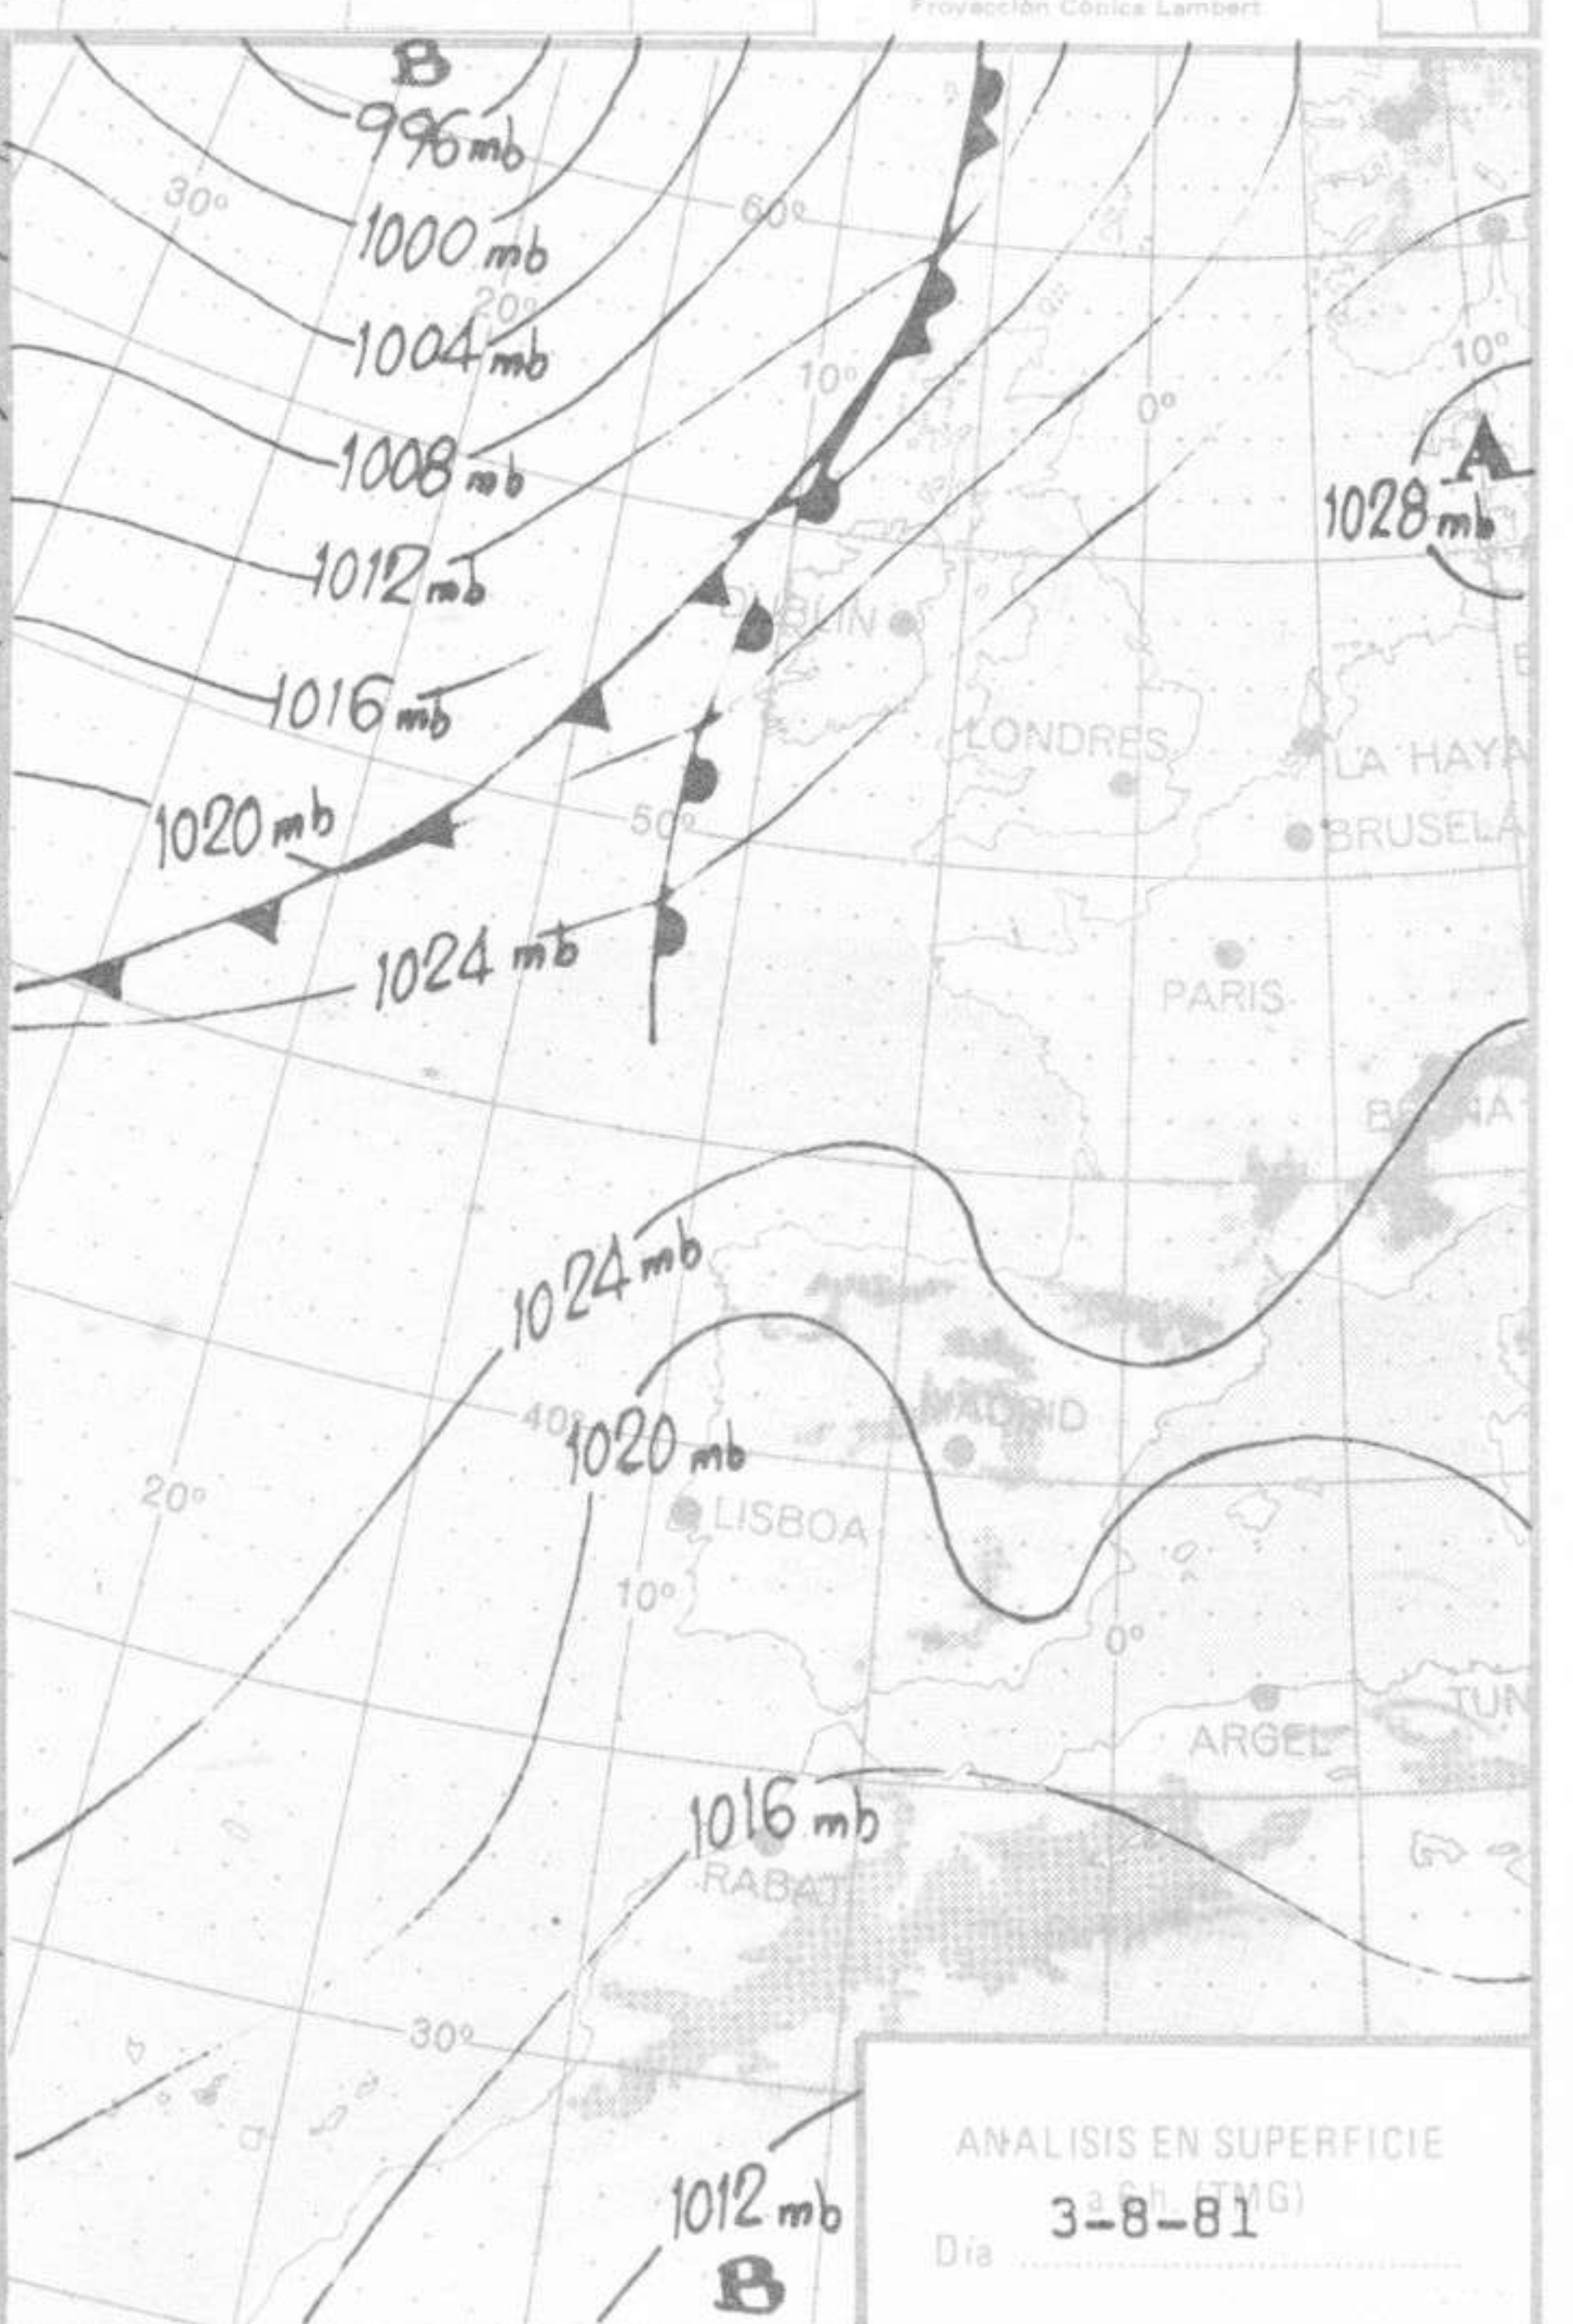 Proyección Cónica Lambert
B
996 mb
30°
60°
1000 mb
20°
1004 mb
10°
10°
0°
A
1008 mb
1028 mb
1012 mb
DUBLIN
1016 mb
LONDRES
LA HAYA
1020 mb
50°
BRUSELA
1024 mb
PARIS
BERNA
1024 mb
40°
1020 mb
MADRID
20°
LISBOA
10°
0°
TUN
ARGEL
1016 mb
RABAT
30°
ANALISIS EN SUPERFICIE
a 6 h. (TMG)
1012 mb
Día 3-8-81
B